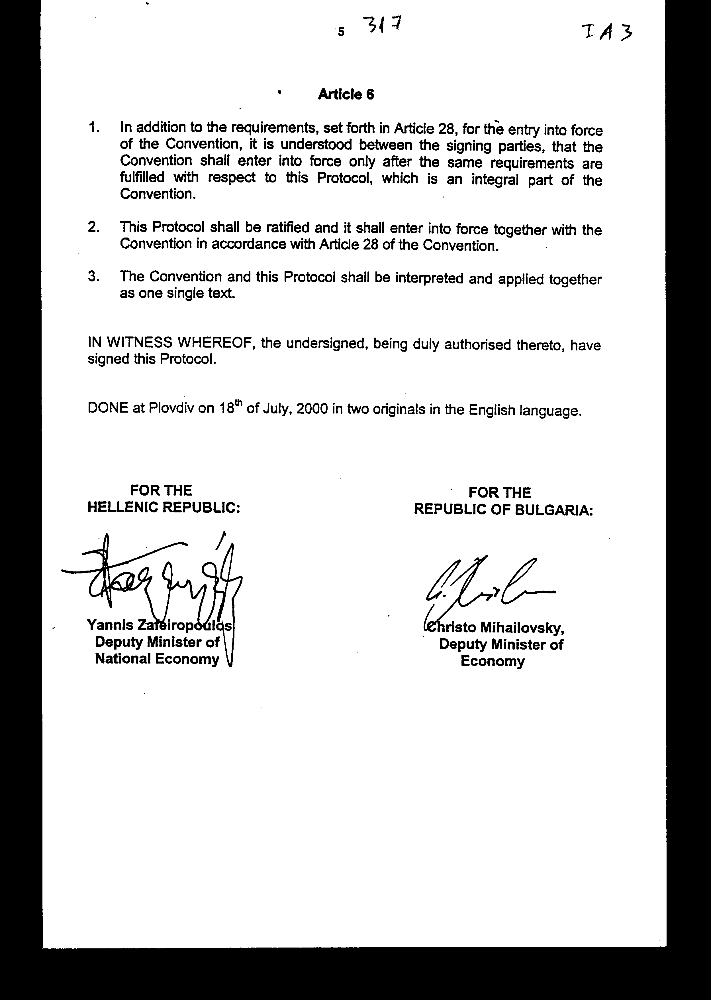 5 317 IA3
Article 6
1. In addition to the requirements, set forth in Article 28, for the entry into force
of the Convention, it is understood between the signing parties, that the
Convention shall enter into force only after the same requirements are
fulfilled with respect to this Protocol, which is an integral part of the
Convention.
2. This Protocol shall be ratified and it shall enter into force together with the
Convention in accordance with Article 28 of the Convention.
3. The Convention and this Protocol shall be interpreted and applied together
as one single text.
IN WITNESS WHEREOF, the undersigned, being duly authorised thereto, have
signed this Protocol.
DONE at Plovdiv on 18th of July, 2000 in two originals in the English language.
FOR THE
HELLENIC REPUBLIC:
Yannis Zafeiropoulos
Deputy Minister of
National Economy
FOR THE
REPUBLIC OF BULGARIA:
Christo Mihailovsky,
Deputy Minister of
Economy